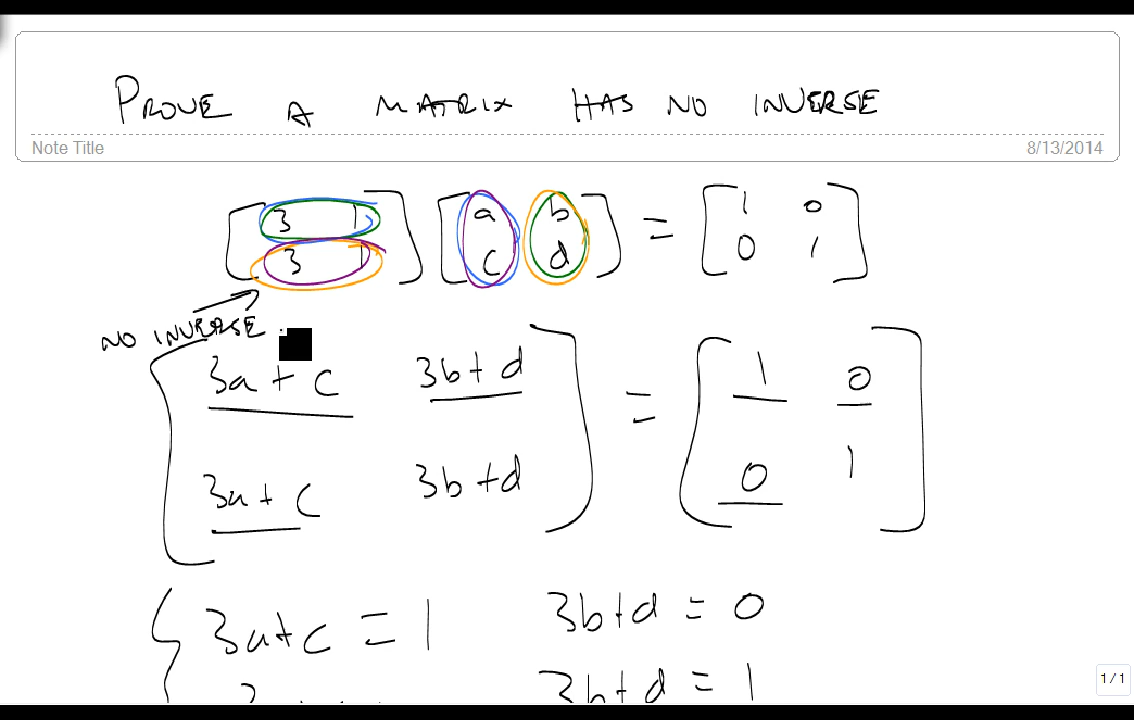 PROVE A MATRIX HAS NO INVERSE
Note Title 8/13/2014
[3 1] [a b] = [1 0]
[3 1] [c d] [0 1]
NO INVERSE
[3a + c 3b + d] = [1 0]
[3a + c 3b + d] [0 1]
{ 3a + c = 1 3b + d = 0
3b + d = 1
1/1